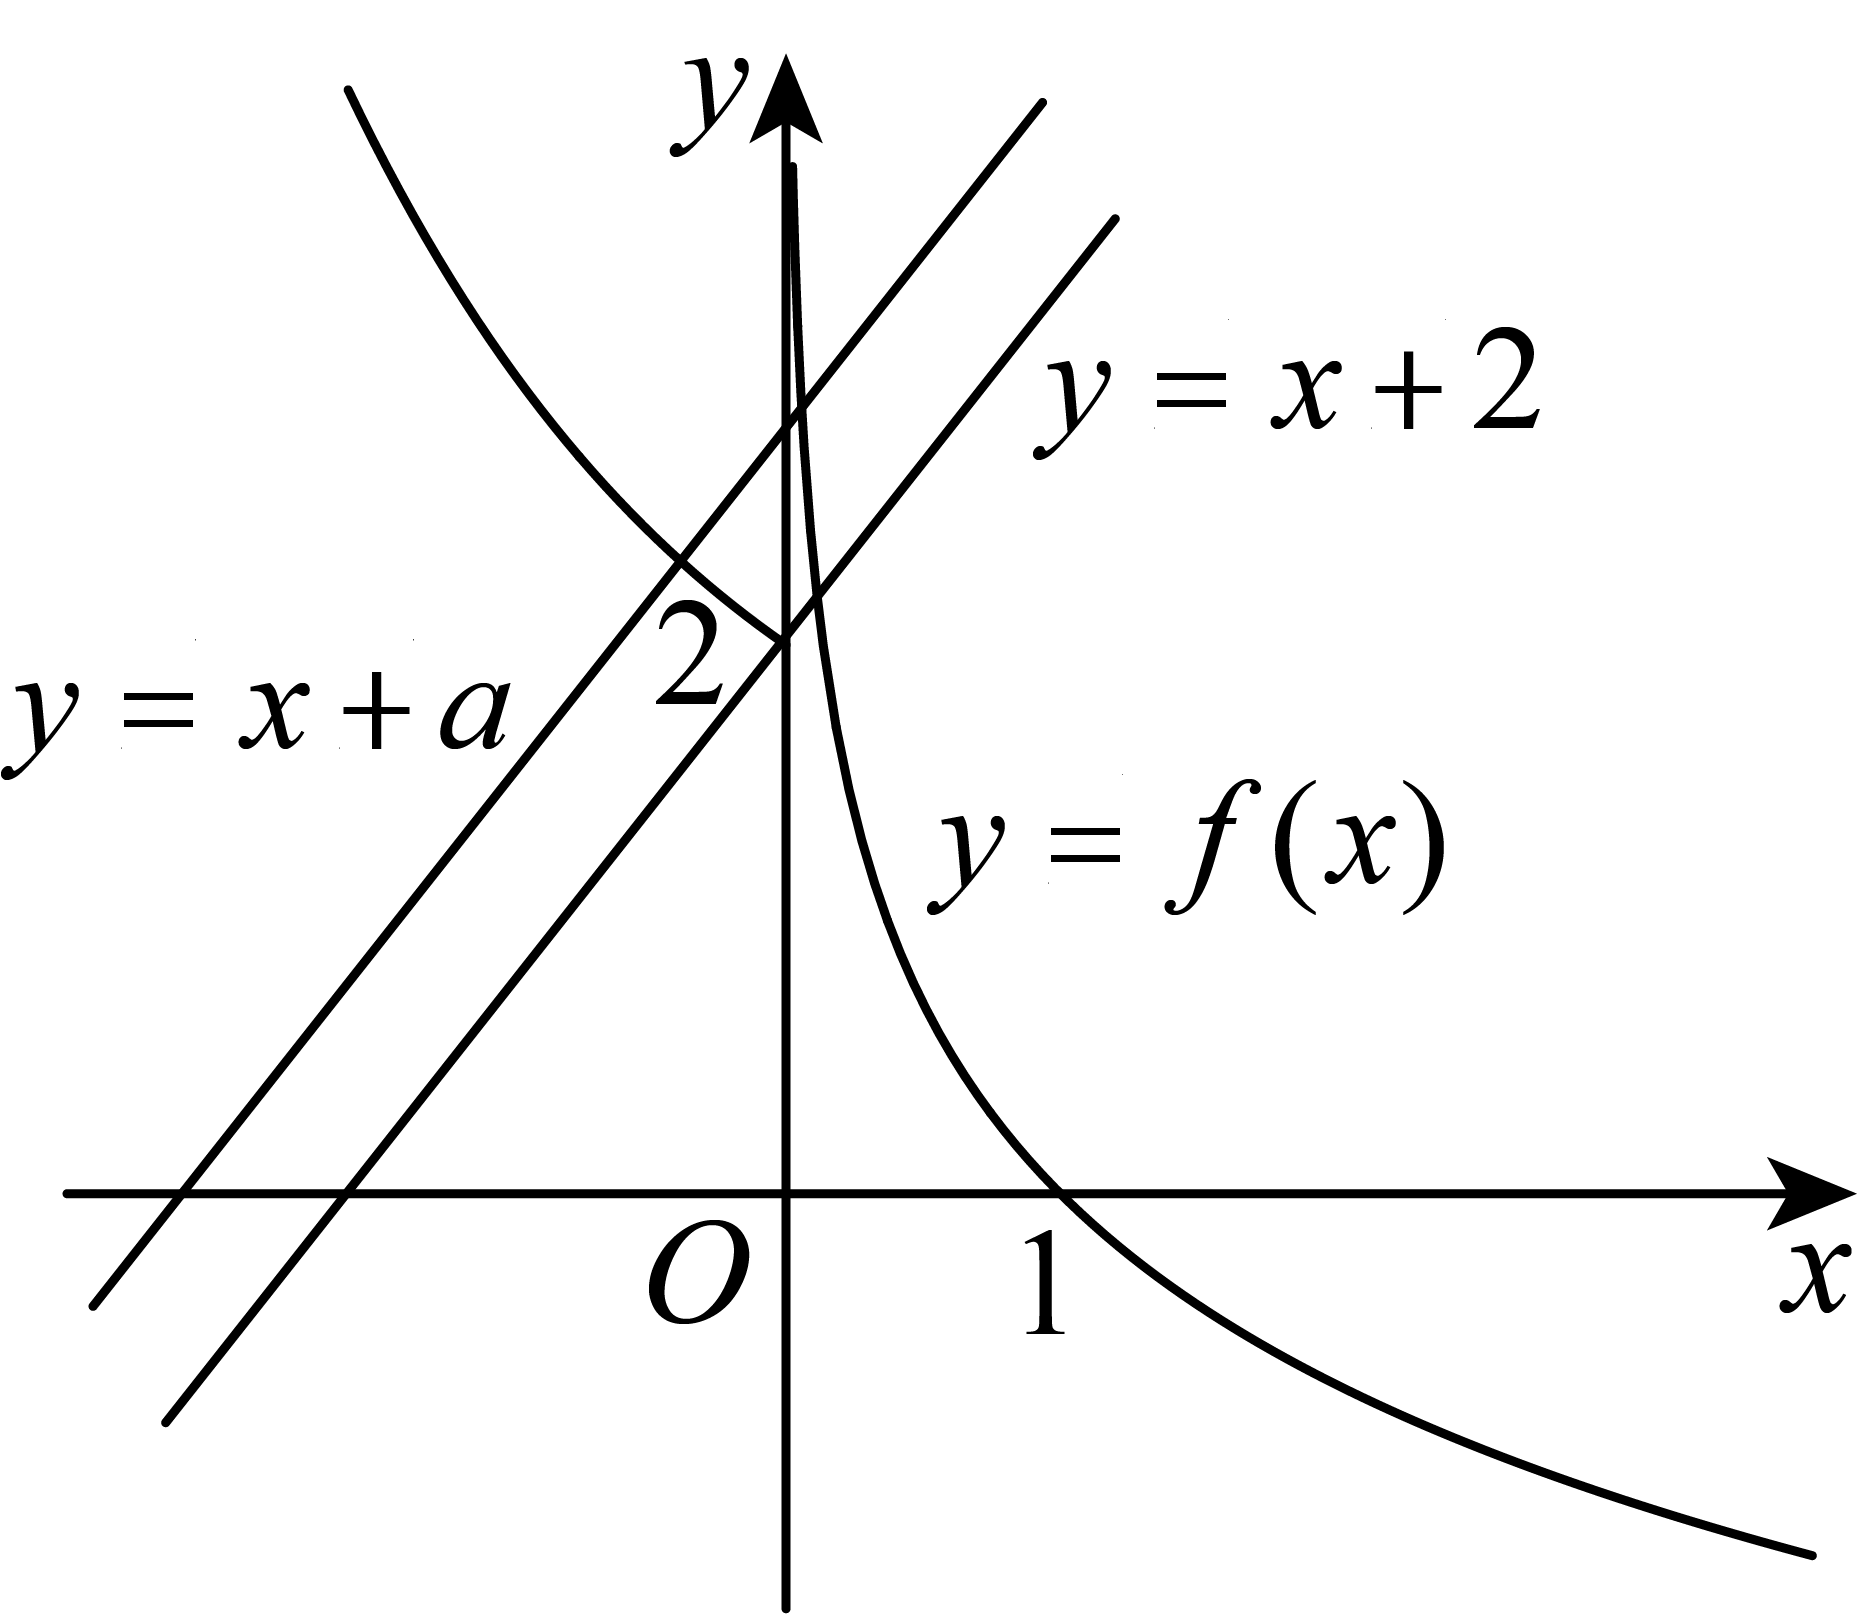 y
y = x + 2
2
y = x + a
y = f (x)
O
1
x